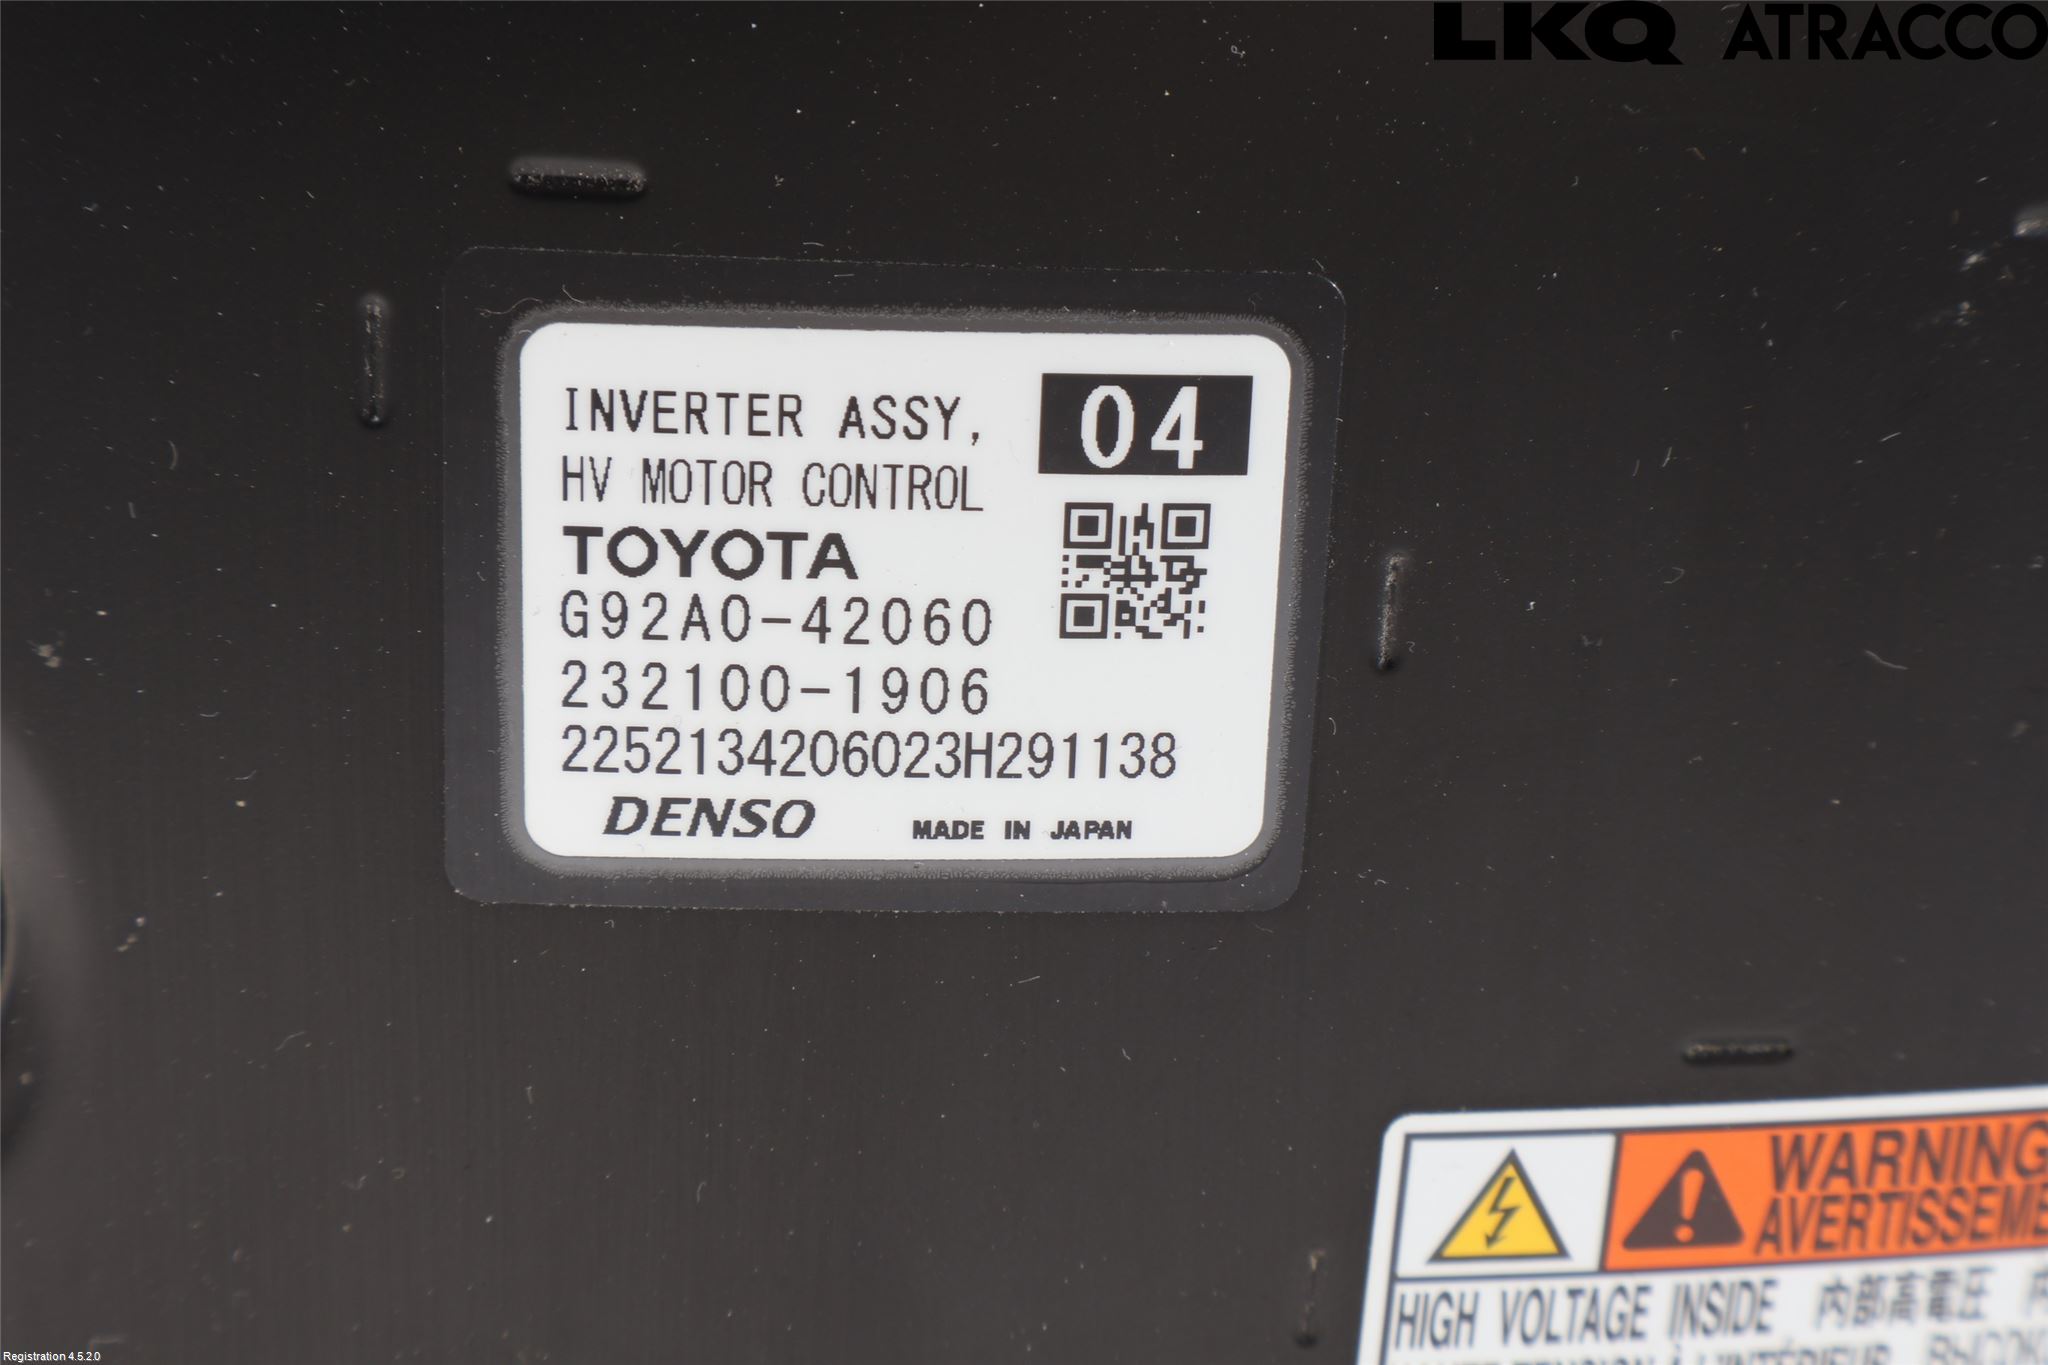 LKQ ATRACCO
INVERTER ASSY,
HV MOTOR CONTROL
04
TOYOTA
G92A0-42060
232100-1906
2252134206023H291138
DENSO
MADE IN JAPAN
WARNING
AVERTISSEME
HIGH VOLTAGE INSIDE 内部高電圧
À L'INTÉRIEUR
Registration 4.5.2.0